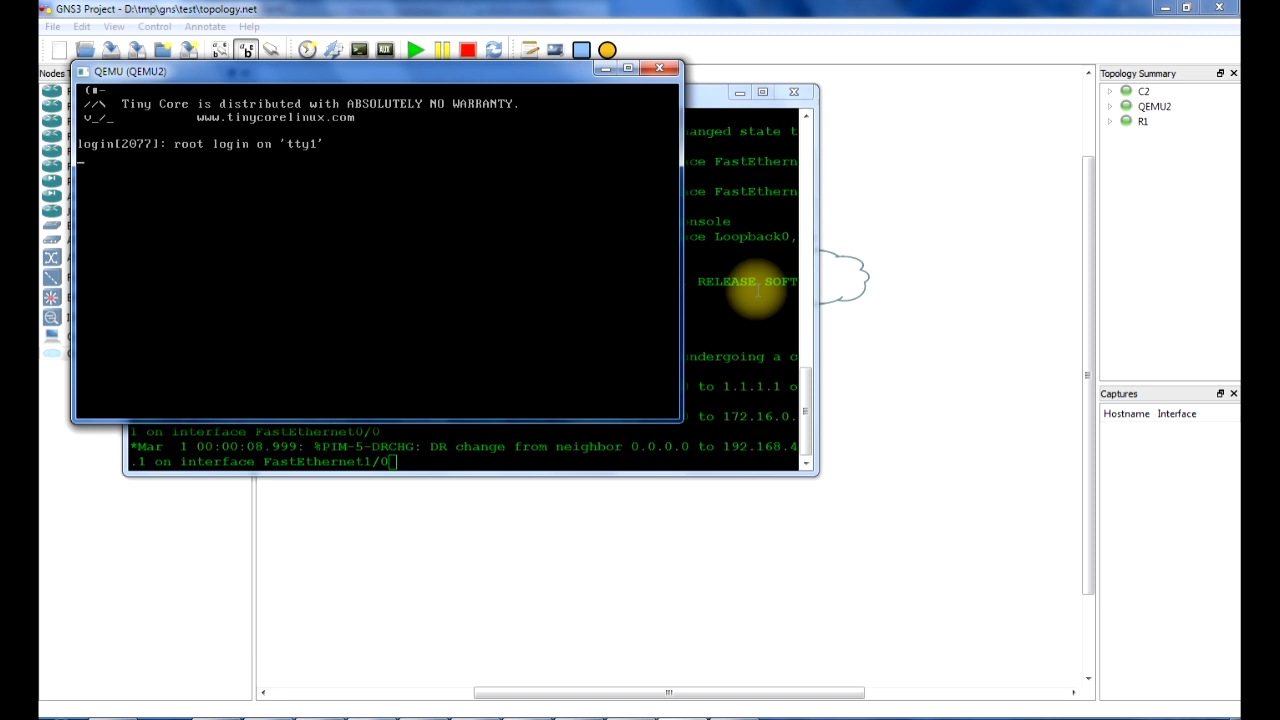 GNS3 Project - D:\tmp\gns\test\topology.net
File Edit View Control Annotate Help
Nodes T
QEMU (QEMU2)
Tiny Core is distributed with ABSOLUTELY NO WARRANTY.
www.tinycorelinux.com
login[2077]: root login on 'tty1'
anged state t
ce FastEthern
ce FastEthern
nsole
ce Loopback0,
RELEASE SOFT
ndergoing a c
to 1.1.1.1 o
to 172.16.0.
1 on interface FastEthernet0/0
*Mar 1 00:00:08.999: %PIM-5-DRCHG: DR change from neighbor 0.0.0.0 to 192.168.4
.1 on interface FastEthernet1/0
Topology Summary
C2
QEMU2
R1
Captures
Hostname Interface